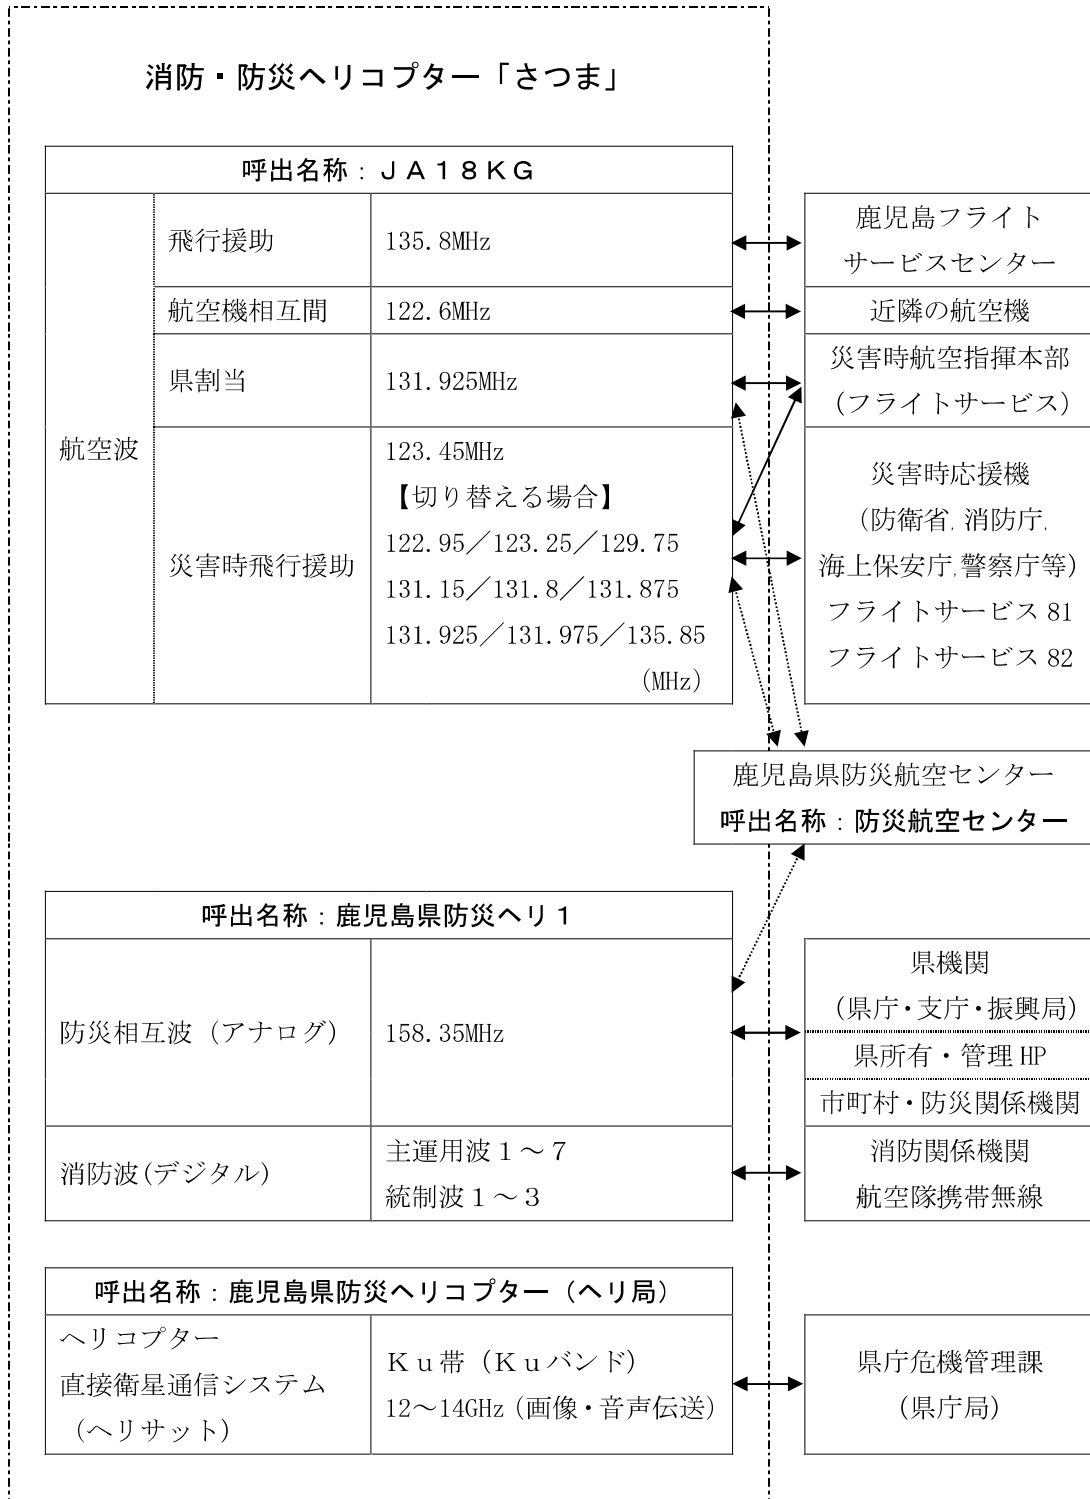 消防・防災ヘリコプター「さつま」
呼出名称：ＪＡ１８ＫＧ
航空波
飛行援助
135.8MHz
鹿児島フライト
サービスセンター
航空機相互間
122.6MHz
近隣の航空機
県割当
131.925MHz
災害時航空指揮本部
（フライトサービス）
災害時飛行援助
123.45MHz
【切り替える場合】
122.95／123.25／129.75
131.15／131.8／131.875
131.925／131.975／135.85
（MHz）
災害時応援機
（防衛省,消防庁,
海上保安庁,警察庁等）
フライトサービス 81
フライトサービス 82
鹿児島県防災航空センター
呼出名称：防災航空センター
呼出名称：鹿児島県防災ヘリ１
防災相互波（アナログ）
158.35MHz
県機関
（県庁・支庁・振興局）
県所有・管理 HP
市町村・防災関係機関
消防波（デジタル）
主運用波１～７
統制波１～３
消防関係機関
航空隊携帯無線
呼出名称：鹿児島県防災ヘリコプター（ヘリ局）
ヘリコプター
直接衛星通信システム
（ヘリサット）
Ｋｕ帯（Ｋｕバンド）
12～14GHz（画像・音声伝送）
県庁危機管理課
（県庁局）